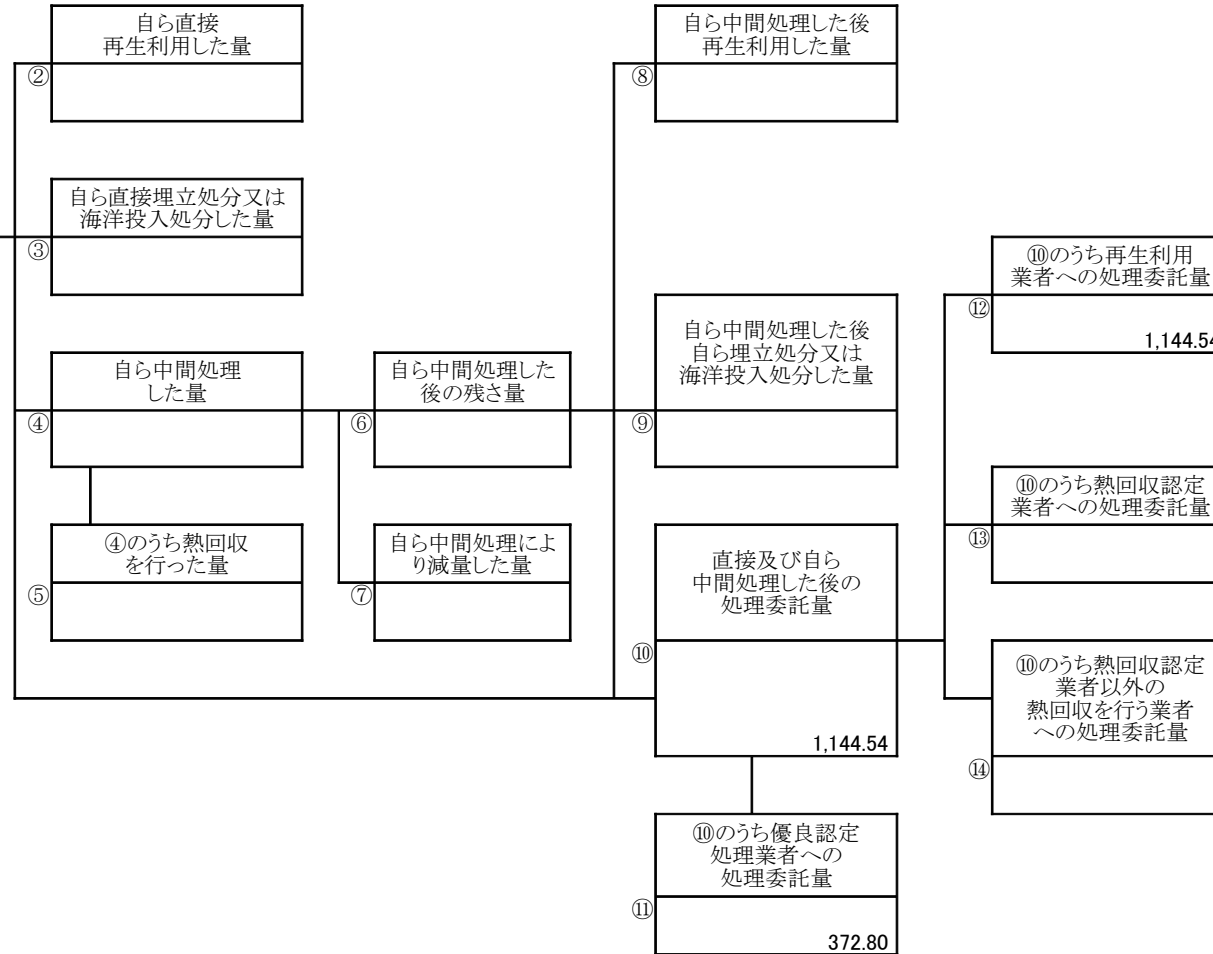 自ら直接
再生利用した量
②
自ら中間処理した後
再生利用した量
⑧
自ら直接埋立処分又は
海洋投入処分した量
③
⑩のうち再生利用
業者への処理委託量
⑫
1,144.54
自ら中間処理した後
自ら埋立処分又は
海洋投入処分した量
⑨
自ら中間処理
した量
④
自ら中間処理した
後の残さ量
⑥
⑩のうち熱回収認定
業者への処理委託量
⑬
④のうち熱回収
を行った量
⑤
自ら中間処理によ
り減量した量
⑦
直接及び自ら
中間処理した後の
処理委託量
⑩
1,144.54
⑩のうち熱回収認定
業者以外の
熱回収を行う業者
への処理委託量
⑭
⑩のうち優良認定
処理業者への
処理委託量
⑪
372.80